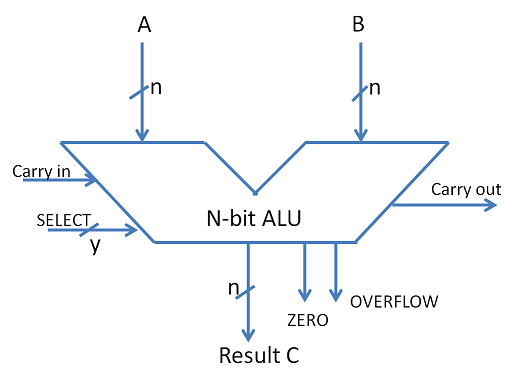 A
B
n
n
Carry in
Carry out
SELECT
N-bit ALU
y
n
OVERFLOW
ZERO
Result C